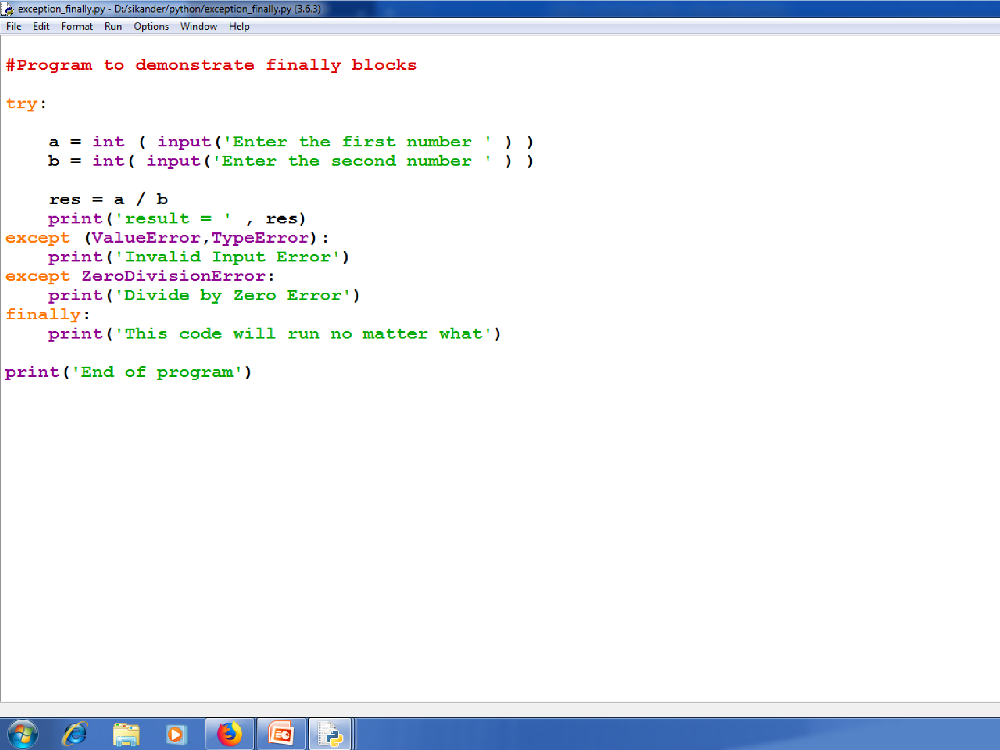 exception_finally.py - D:/sikander/python/exception_finally.py (3.6.3)
File Edit Format Run Options Window Help
#Program to demonstrate finally blocks
try:
    a = int ( input('Enter the first number ' ) )
    b = int( input('Enter the second number ' ) )
    res = a / b
    print('result = ' , res)
except (ValueError,TypeError):
    print('Invalid Input Error')
except ZeroDivisionError:
    print('Divide by Zero Error')
finally:
    print('This code will run no matter what')
print('End of program')